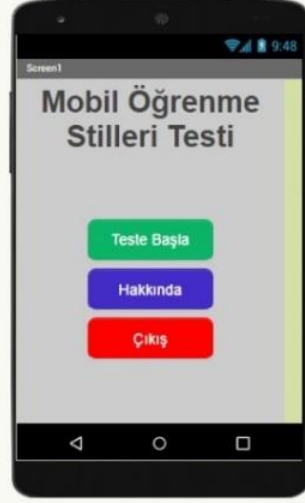 9:48
Screen1
Mobil Öğrenme
Stilleri Testi
Teste Başla
Hakkında
Çıkış